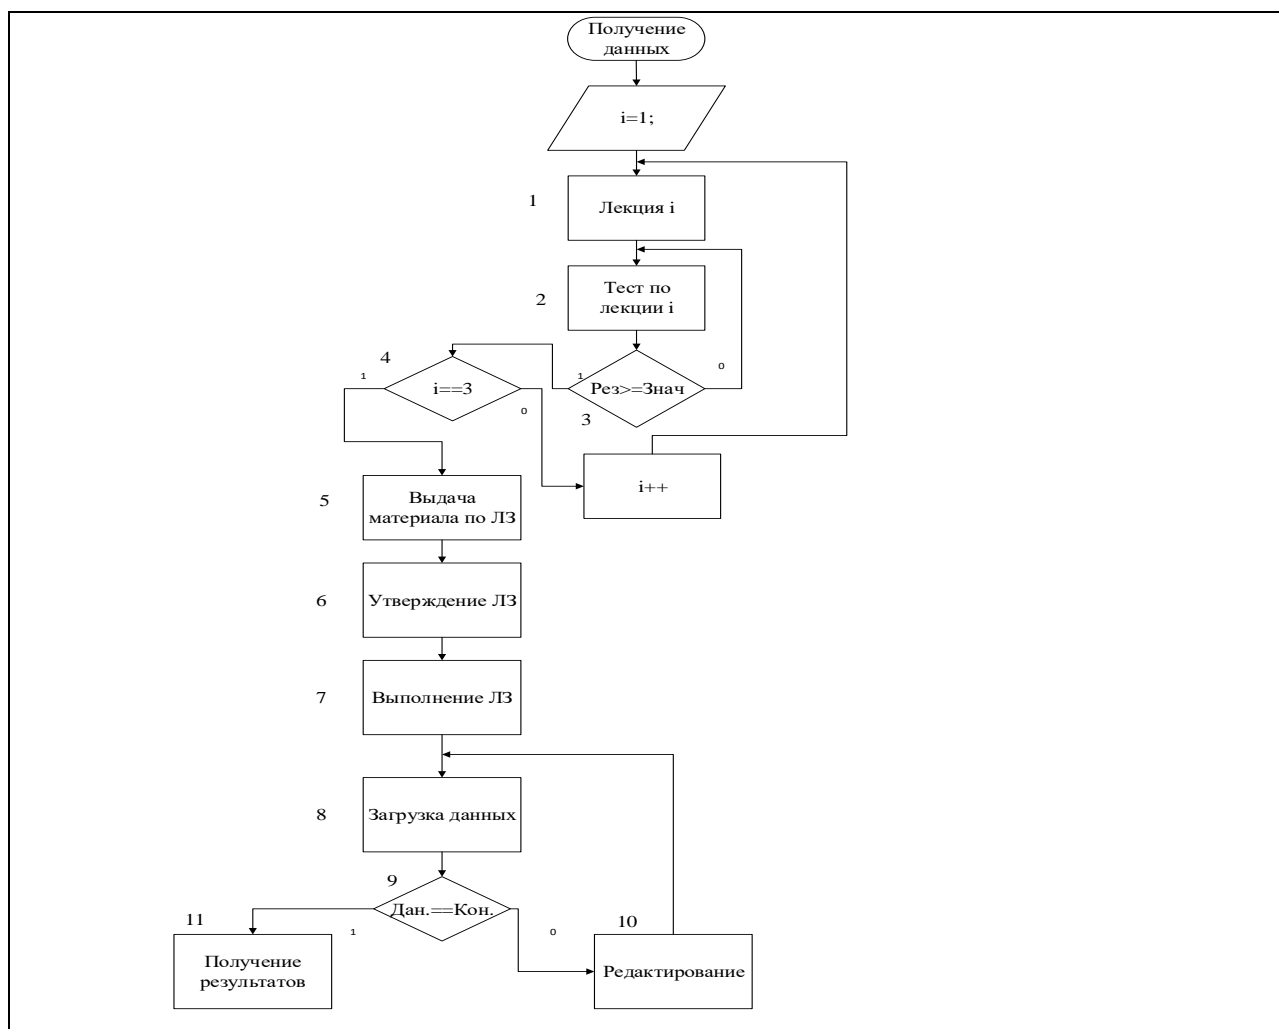 Получение
данных
i=1;
1
Лекция i
2
Тест по
лекции i
4
1
i==3
0
1
Рез>=Знач
0
3
5
Выдача
материала по ЛЗ
i++
6
Утверждение ЛЗ
7
Выполнение ЛЗ
8
Загрузка данных
9
Дан.==Кон.
11
1
0
10
Получение
результатов
Редактирование